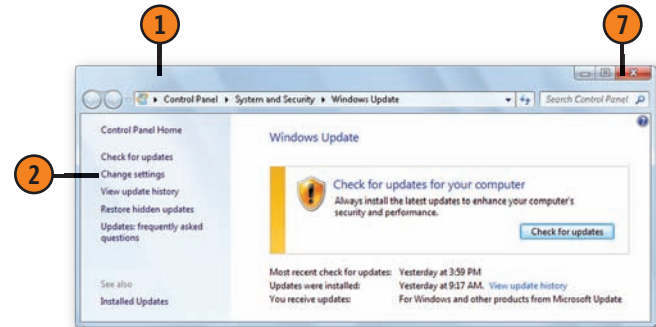 1
7
Control Panel ▸ System and Security ▸ Windows Update
Search Control Panel
Control Panel Home
Check for updates
2
Change settings
View update history
Restore hidden updates
Updates: frequently asked
questions
See also
Installed Updates
Windows Update
Check for updates for your computer
Always install the latest updates to enhance your computer's
security and performance.
Check for updates
Most recent check for updates: Yesterday at 3:59 PM
Updates were installed: Yesterday at 9:17 AM. View update history
You receive updates: For Windows and other products from Microsoft Update